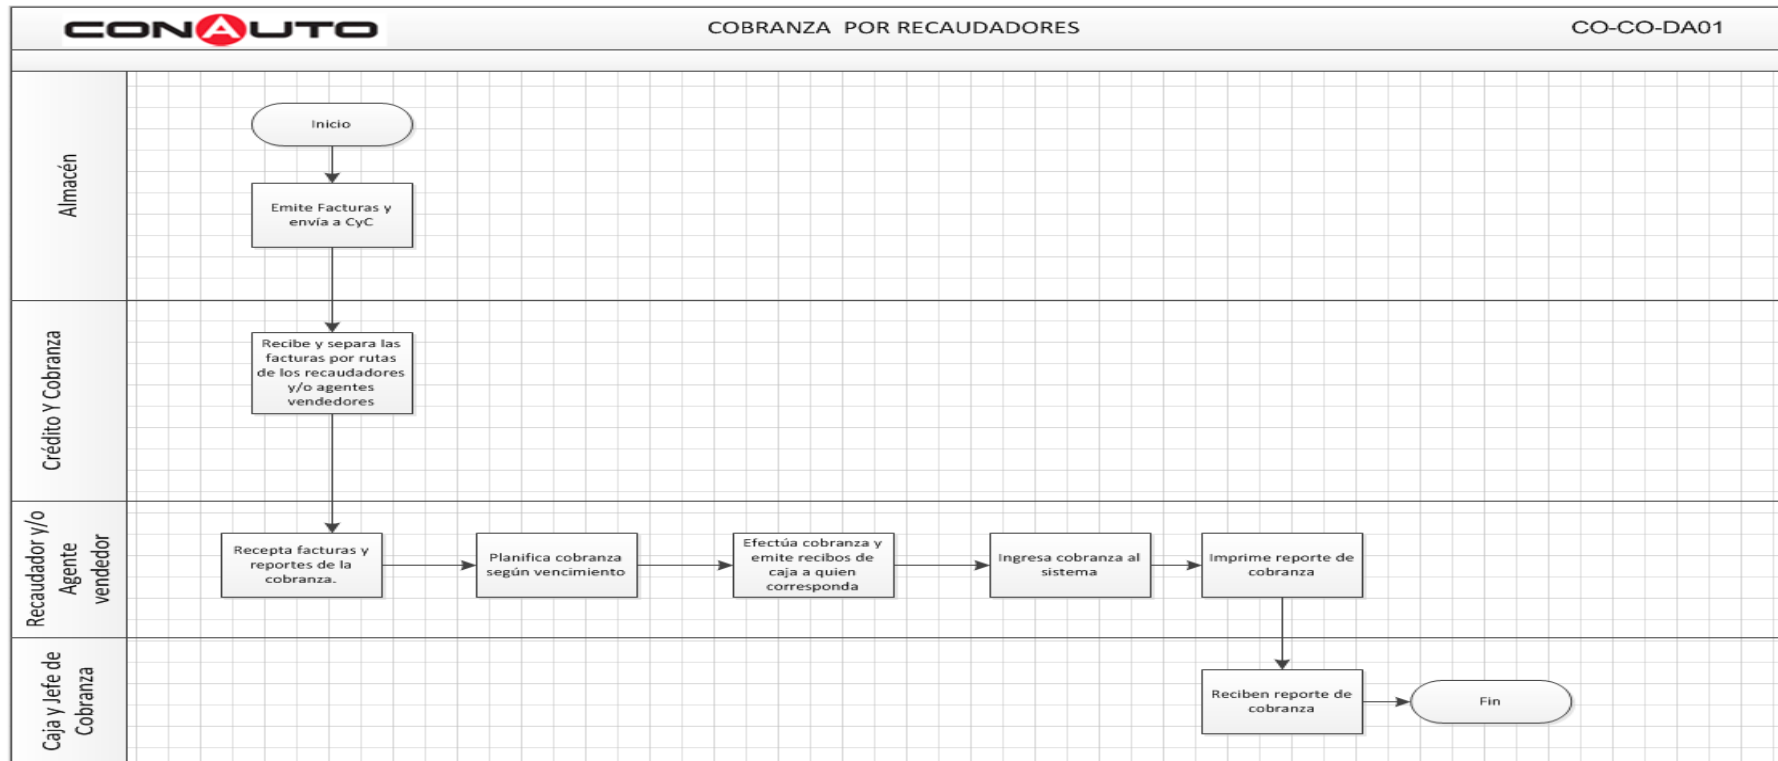 CONAUTO
COBRANZA POR RECAUDADORES
CO-CO-DA01
Almacén
Inicio
Emite Facturas y
envía a CyC
Crédito Y Cobranza
Recibe y separa las
facturas por rutas
de los recaudadores
y/o agentes
vendedores
Recaudador y/o
Agente
vendedor
Recepta facturas y
reportes de la
cobranza.
Planifica cobranza
según vencimiento
Efectúa cobranza y
emite recibos de
caja a quien
corresponda
Ingresa cobranza al
sistema
Imprime reporte de
cobranza
Caja y Jefe de
Cobranza
Reciben reporte de
cobranza
Fin